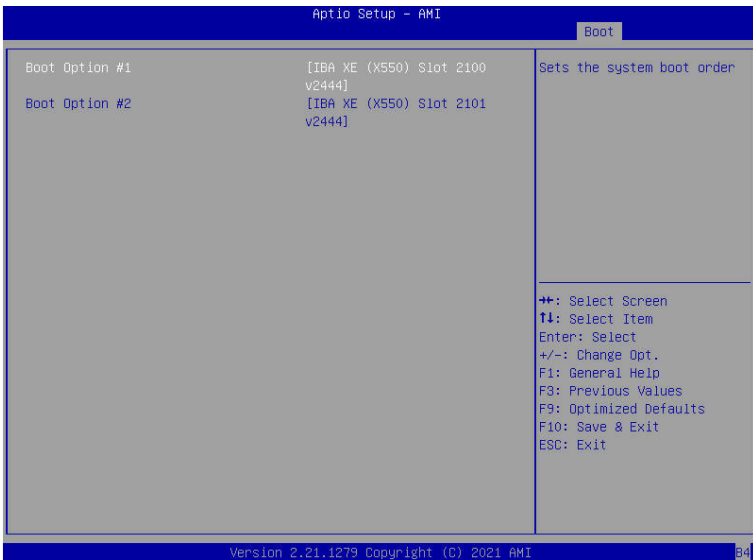 Aptio Setup – AMI
Boot
Boot Option #1 [IBA XE (X550) Slot 2100
v2444]
Boot Option #2 [IBA XE (X550) Slot 2101
v2444]
Sets the system boot order
→←: Select Screen
↑↓: Select Item
Enter: Select
+/-: Change Opt.
F1: General Help
F3: Previous Values
F9: Optimized Defaults
F10: Save & Exit
ESC: Exit
Version 2.21.1279 Copyright (C) 2021 AMI
B4